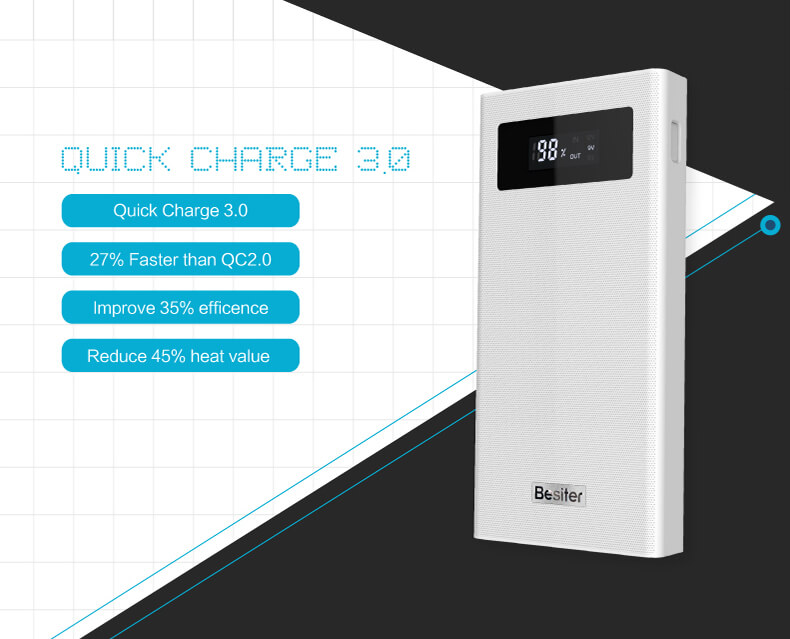 QUICK CHARGE 3.0
Quick Charge 3.0
27% Faster than QC2.0
Improve 35% efficence
Reduce 45% heat value
98% OUT 9V
Besiter